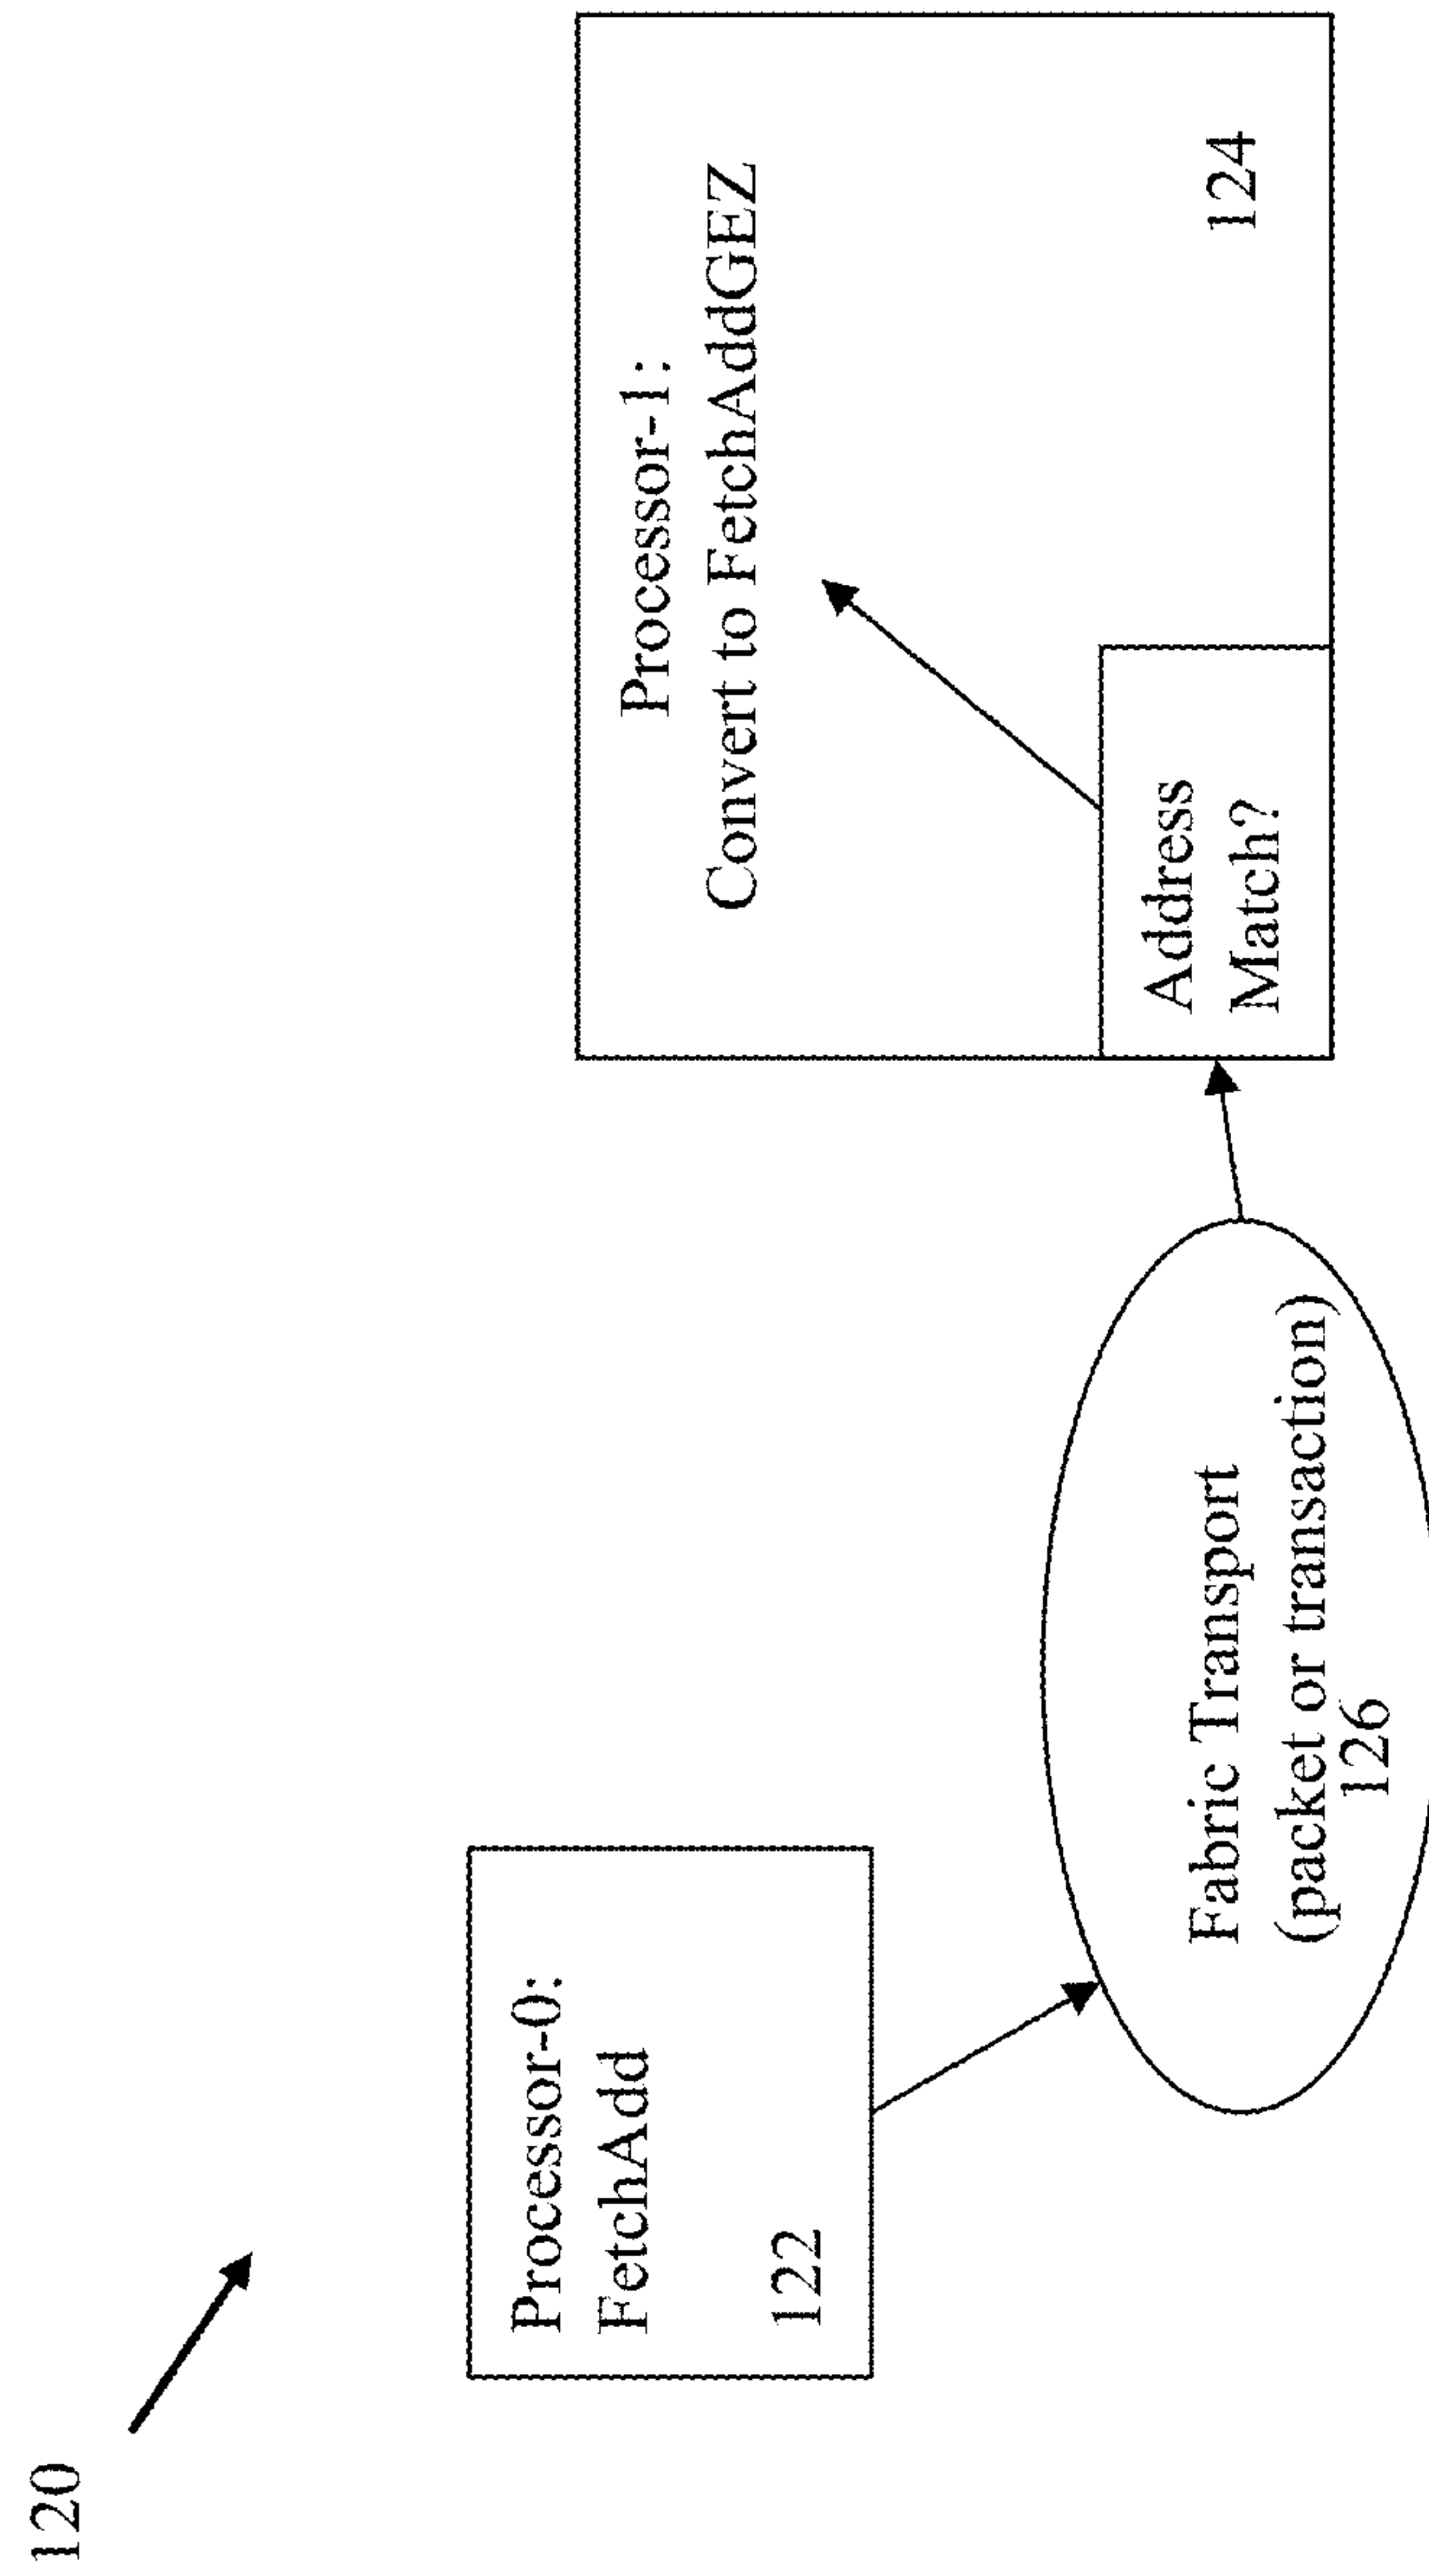 120
Processor-0:
FetchAdd
122
Fabric Transport
(packet or transaction)
126
Processor-1:
Convert to FetchAddGEZ
Address
Match?
124